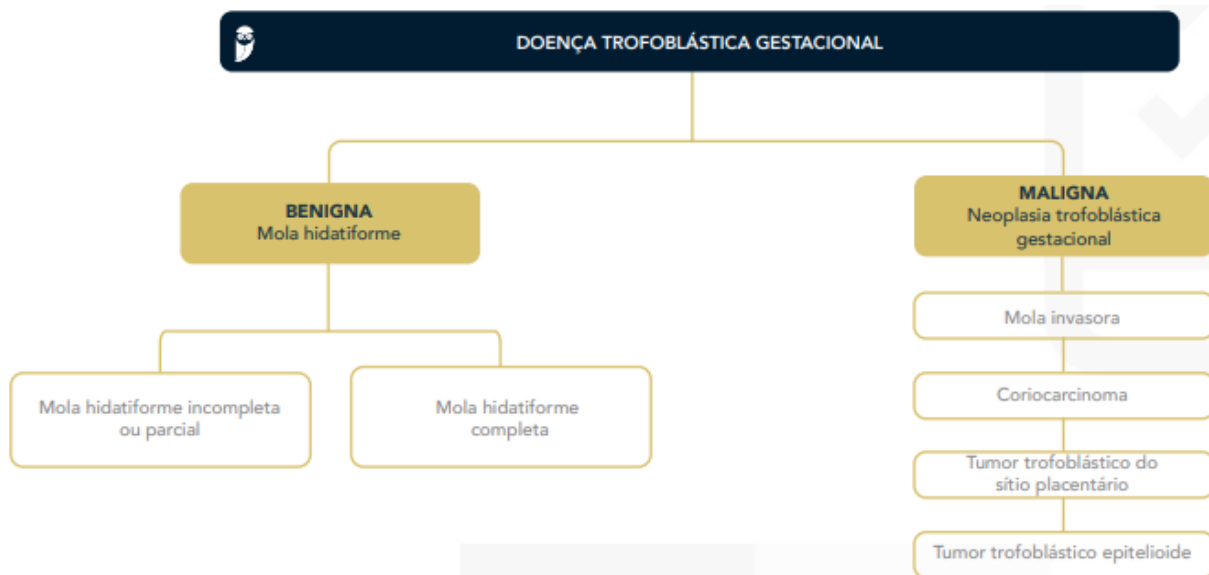 DOENÇA TROFOBLÁSTICA GESTACIONAL
BENIGNA
Mola hidatiforme
MALIGNA
Neoplasia trofoblástica
gestacional
Mola hidatiforme incompleta
ou parcial
Mola hidatiforme
completa
Mola invasora
Coriocarcinoma
Tumor trofoblástico do
sítio placentário
Tumor trofoblástico epitelioide